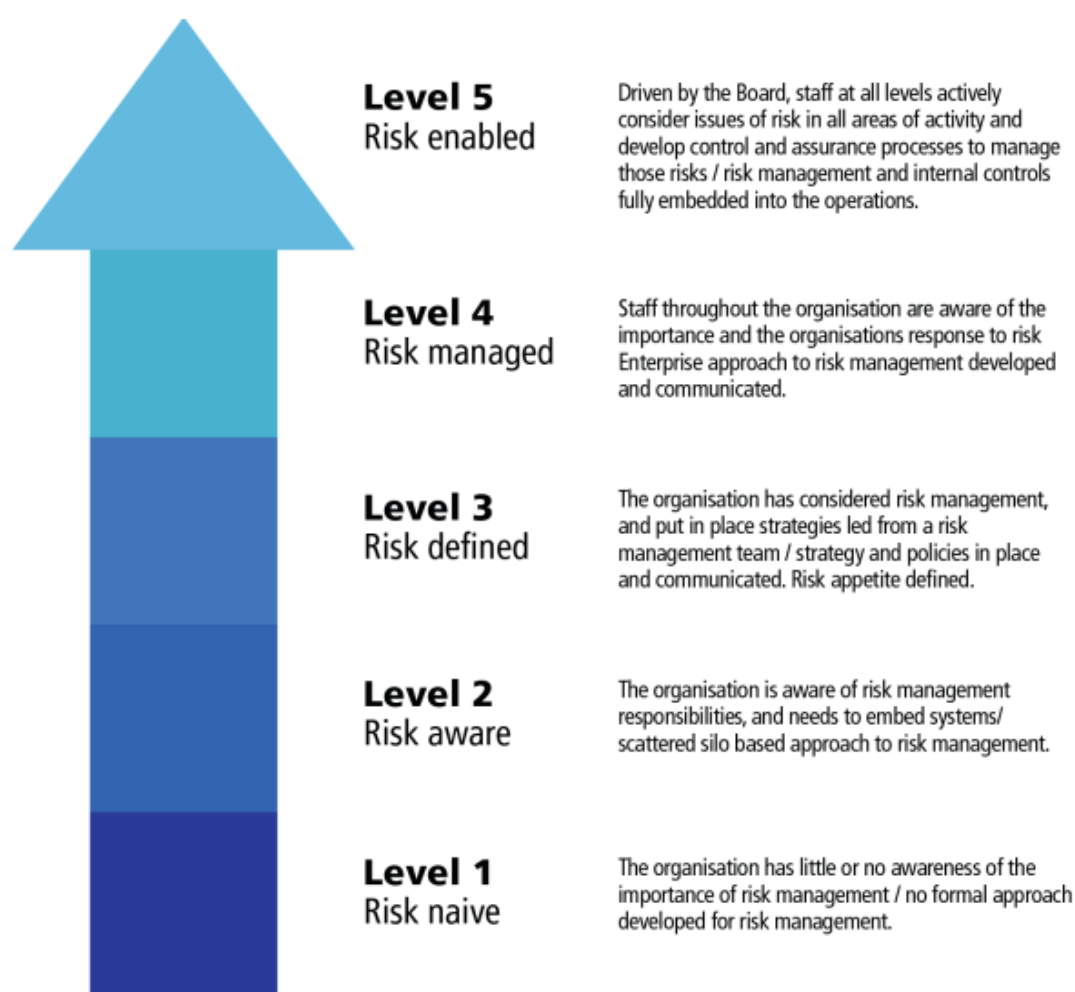 Level 5
Risk enabled
Driven by the Board, staff at all levels actively
consider issues of risk in all areas of activity and
develop control and assurance processes to manage
those risks / risk management and internal controls
fully embedded into the operations.
Level 4
Risk managed
Staff throughout the organisation are aware of the
importance and the organisations response to risk
Enterprise approach to risk management developed
and communicated.
Level 3
Risk defined
The organisation has considered risk management,
and put in place strategies led from a risk
management team / strategy and policies in place
and communicated. Risk appetite defined.
Level 2
Risk aware
The organisation is aware of risk management
responsibilities, and needs to embed systems/
scattered silo based approach to risk management.
Level 1
Risk naive
The organisation has little or no awareness of the
importance of risk management / no formal approach
developed for risk management.